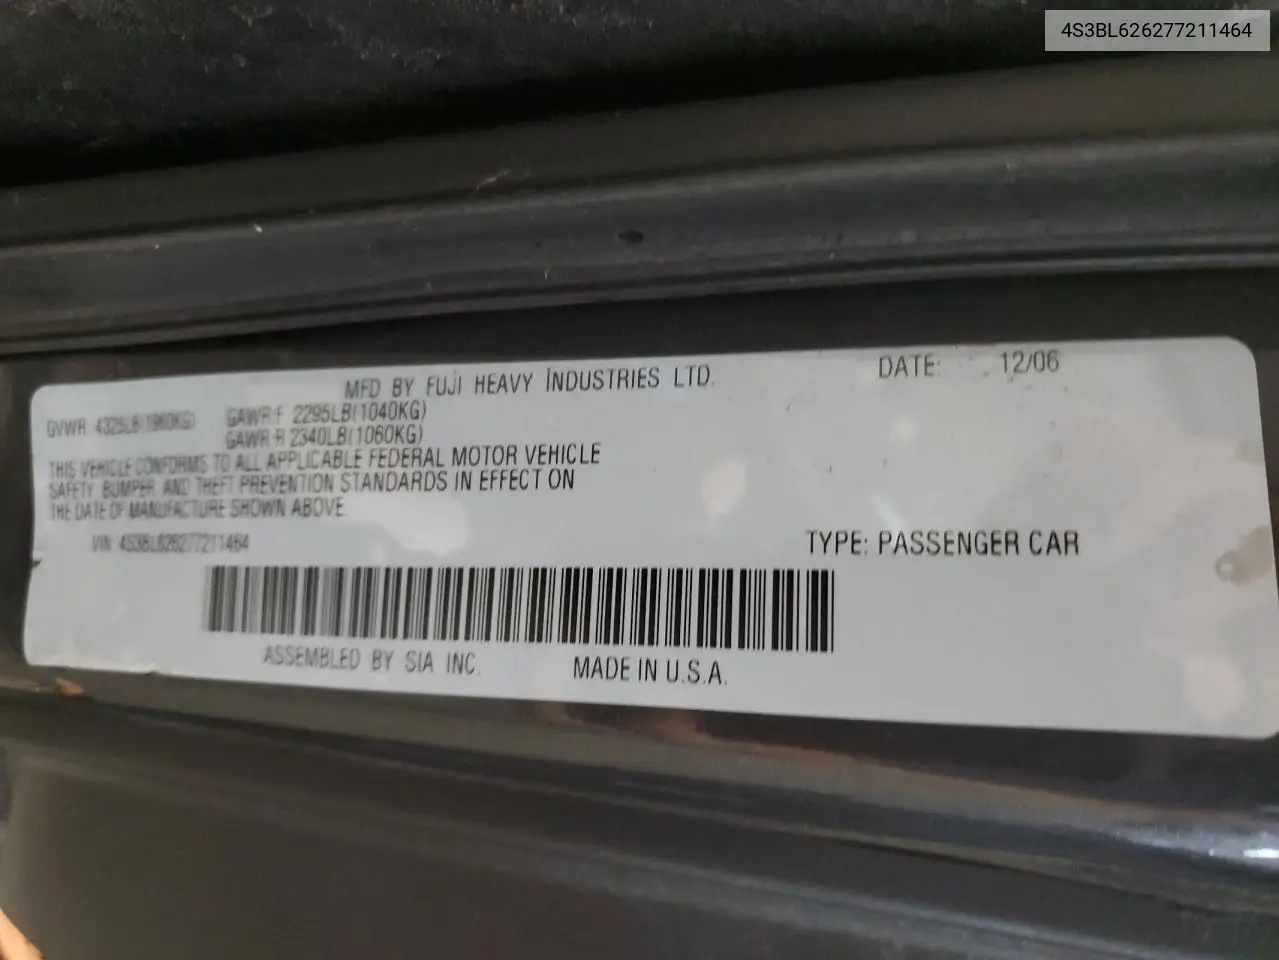 4S3BL626277211464
MFD BY FUJI HEAVY INDUSTRIES LTD.
DATE: 12/06
GVWR 4325LB(1960KG) GAWR F 2295LB(1040KG)
GAWR R 2340LB(1060KG)
THIS VEHICLE CONFORMS TO ALL APPLICABLE FEDERAL MOTOR VEHICLE
SAFETY BUMPER AND THEFT PREVENTION STANDARDS IN EFFECT ON
THE DATE OF MANUFACTURE SHOWN ABOVE
VIN 4S3BL626277211464
TYPE: PASSENGER CAR
ASSEMBLED BY SIA INC. MADE IN U.S.A.